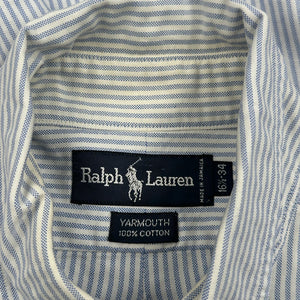 Ralph Lauren
MADE IN JAMAICA
16½-34
YARMOUTH
100% COTTON